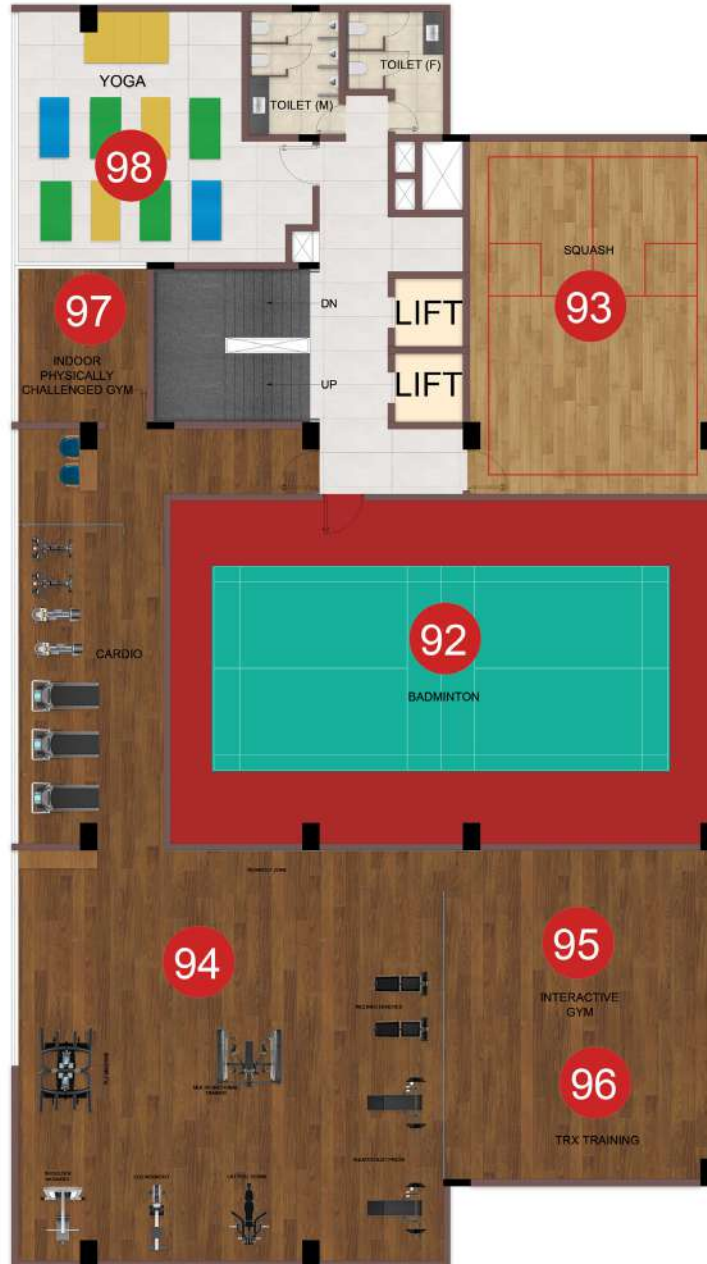 YOGA
TOILET (M)
TOILET (F)
98
97
INDOOR
PHYSICALLY
CHALLENGED GYM
DN
UP
LIFT
LIFT
SQUASH
93
92
BADMINTON
CARDIO
94
95
INTERACTIVE
GYM
96
TRX TRAINING